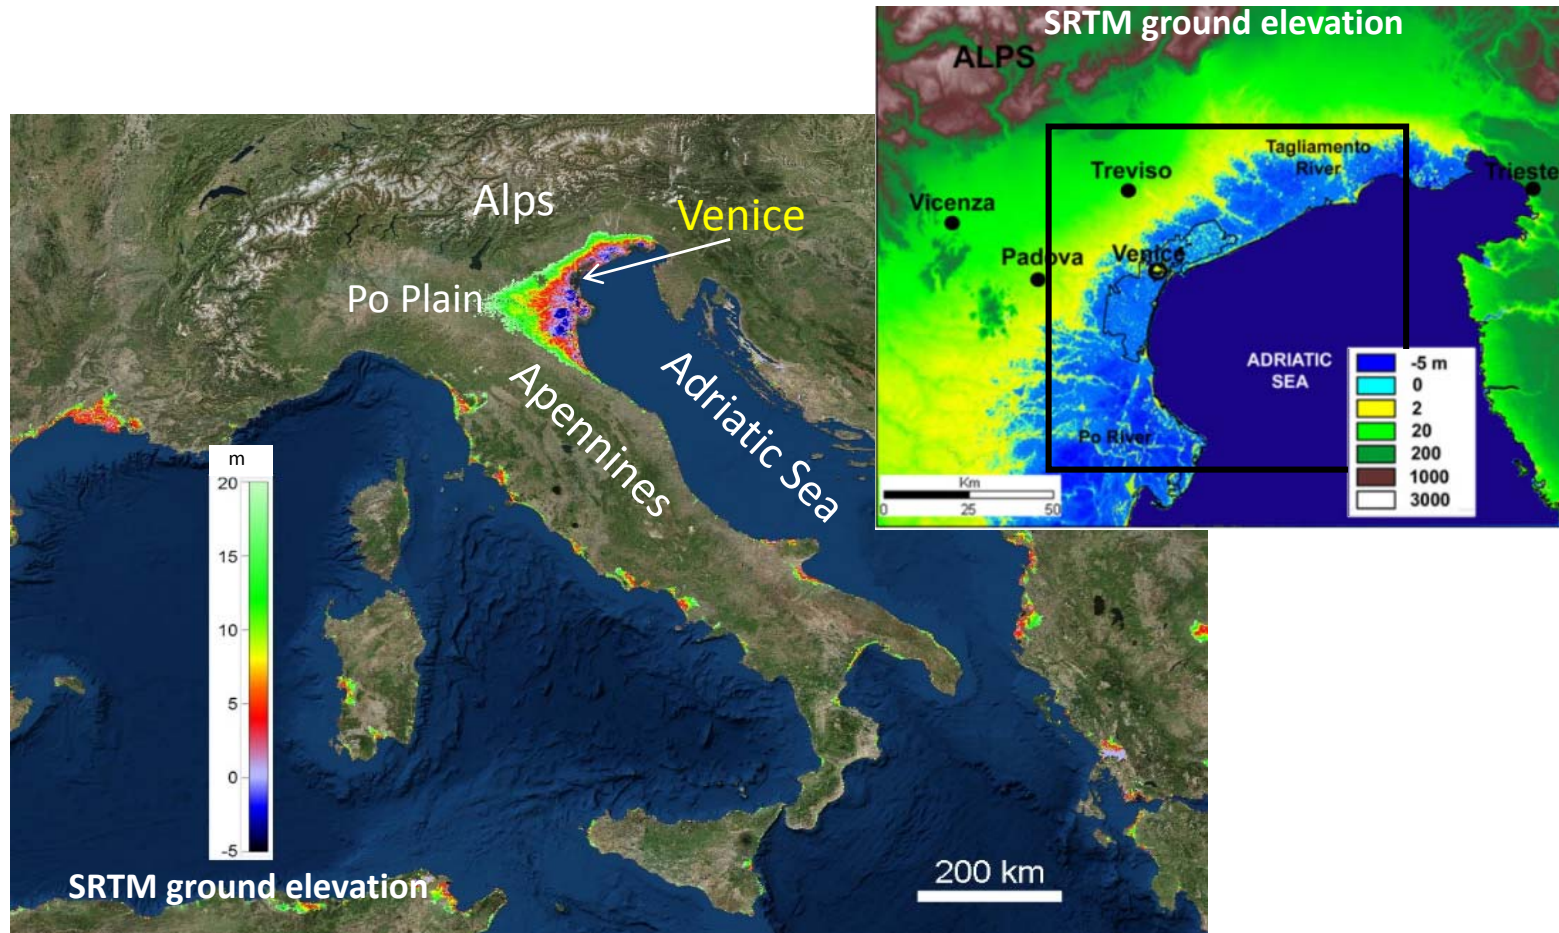 SRTM ground elevation
ALPS
Tagliamento
River
Treviso
Trieste
Vicenza
Padova
Venice
ADRIATIC
SEA
Po River
Km
0 25 50
-5 m
0
2
20
200
1000
3000
Alps
Venice
Po Plain
Apennines
Adriatic Sea
m
20
15
10
5
0
-5
SRTM ground elevation
200 km